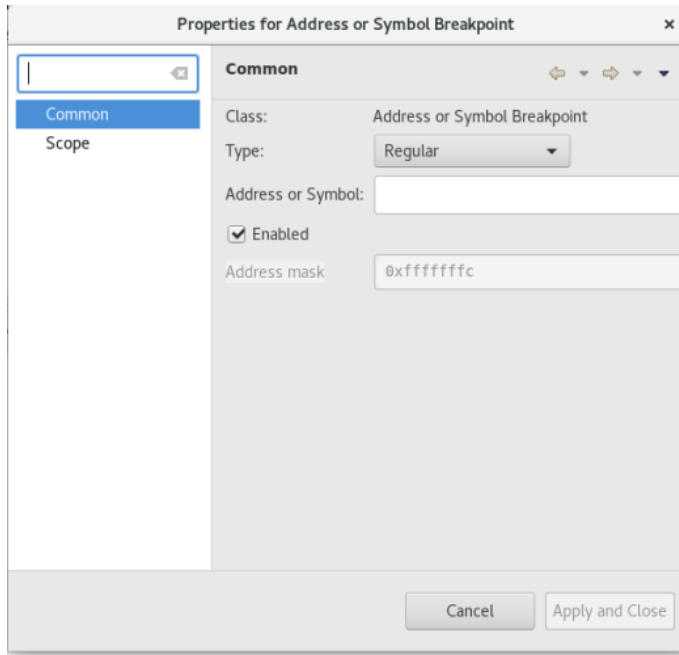 Properties for Address or Symbol Breakpoint
Common
Scope
Common
Class: Address or Symbol Breakpoint
Type: Regular
Address or Symbol:
Enabled
Address mask 0xfffffffc
Cancel Apply and Close